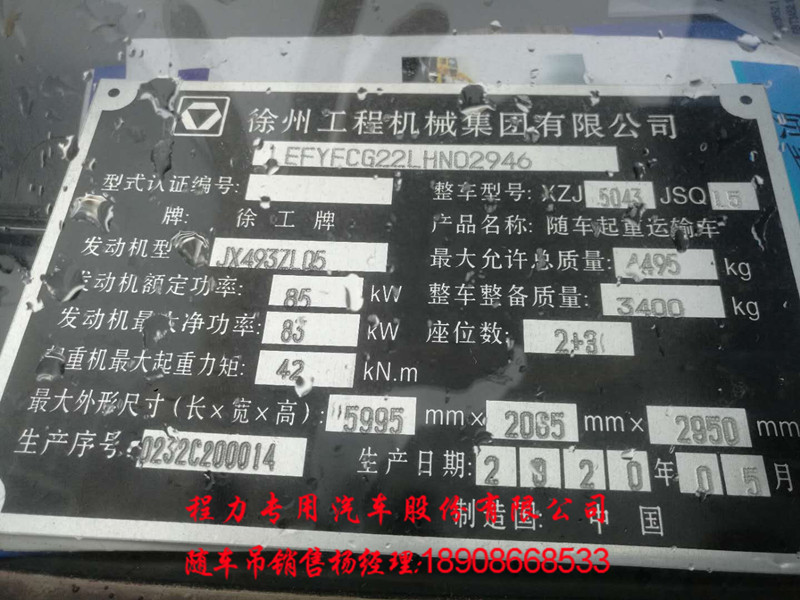 徐州工程机械集团有限公司
LEFYFCG22LHN02946
型式认证编号:
整车型号: XZJ 5043 JSQ L5
牌: 徐工牌
产品名称: 随车起重运输车
发动机型 JX493ZLQ5
最大允许总质量: 4495 kg
发动机额定功率: 85 kW
整车整备质量: 3400 kg
发动机最大净功率: 83 kW
座位数: 2+3
重机最大起重力矩: 42 kN.m
最大外形尺寸(长×宽×高): 5995 mm× 2065 mm× 2950 mm
生产序号: 0232C200014
生产日期: 2920年05月
程力专用汽车股份有限公司
制造国: 中国
随车吊销售杨经理:18908668533